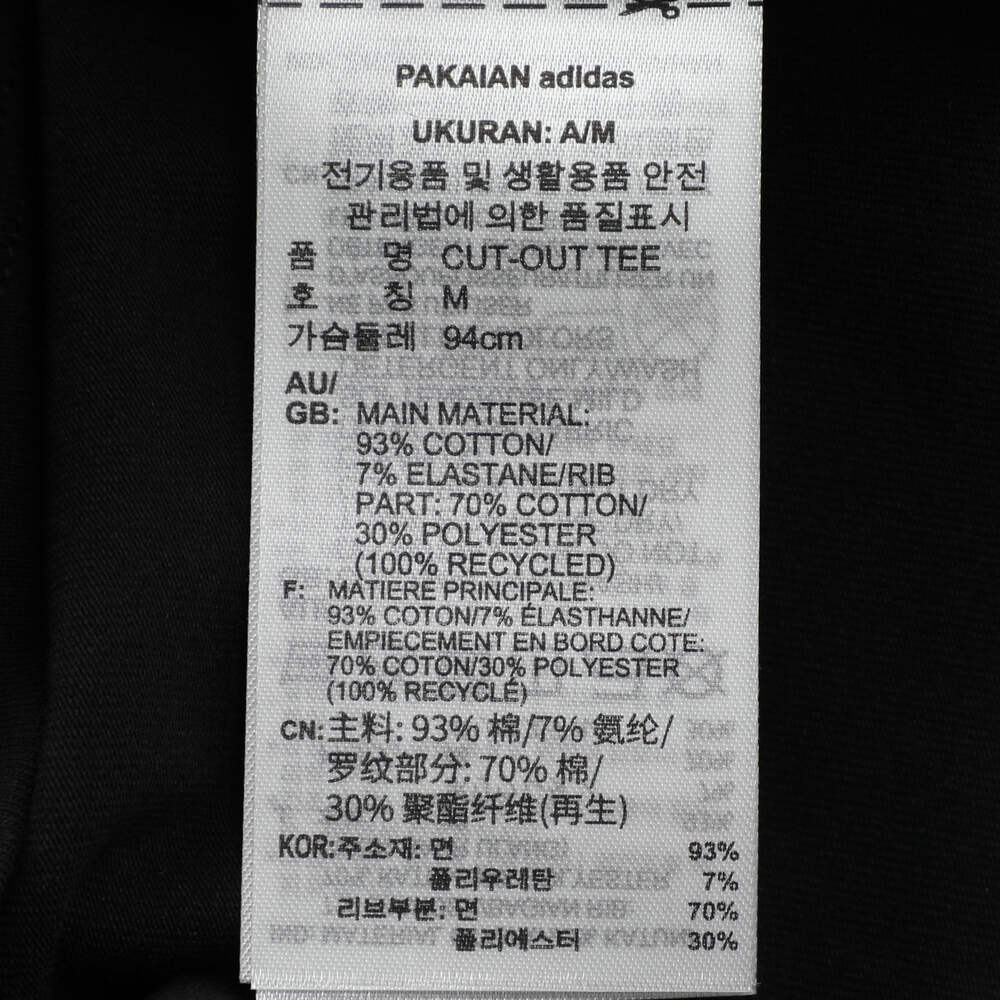 PAKAIAN adidas
UKURAN: A/M
전기용품 및 생활용품 안전
관리법에 의한 품질표시
품 명 CUT-OUT TEE
호 칭 M
가슴둘레 94cm
AU/
GB: MAIN MATERIAL:
93% COTTON/
7% ELASTANE/RIB
PART: 70% COTTON/
30% POLYESTER
(100% RECYCLED)
F: MATIERE PRINCIPALE:
93% COTON/7% ÉLASTHANNE/
EMPIECEMENT EN BORD COTE:
70% COTON/30% POLYESTER
(100% RECYCLÉ)
CN: 主料: 93% 棉/7% 氨纶/
罗纹部分: 70% 棉/
30% 聚酯纤维(再生)
KOR: 주소재: 면 93%
폴리우레탄 7%
리브부분: 면 70%
폴리에스터 30%